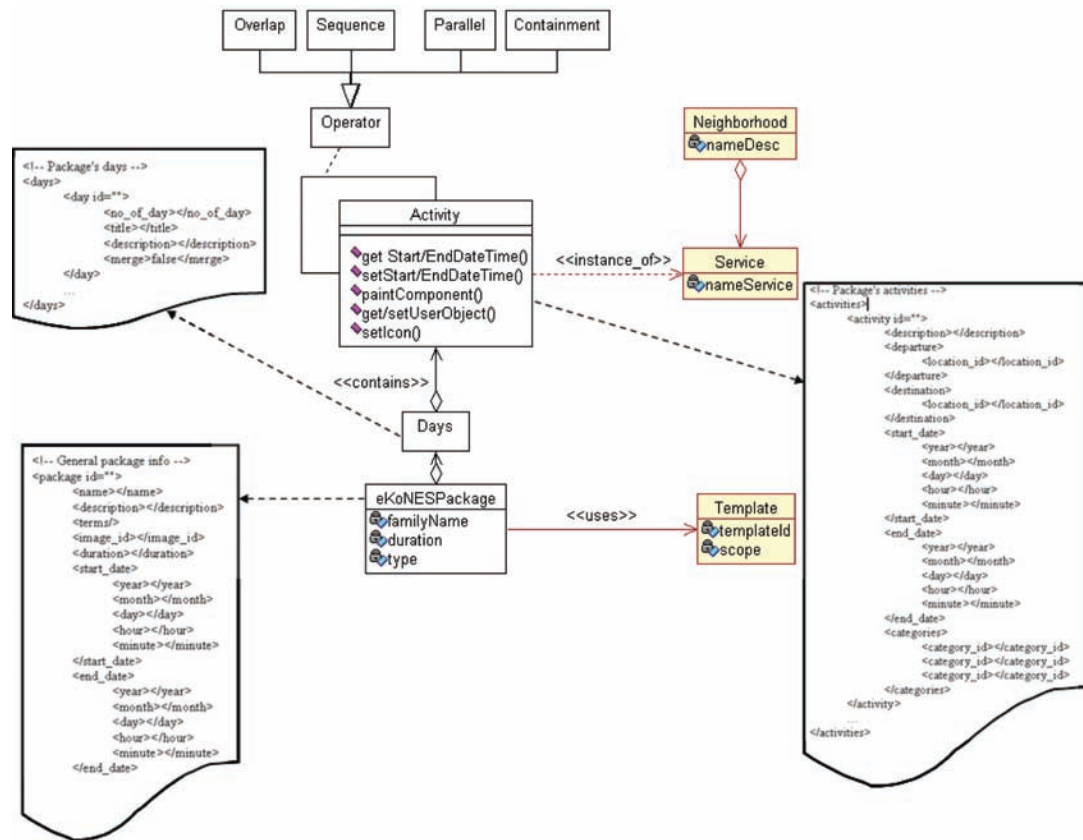 Overlap
Sequence
Parallel
Containment
Operator
Neighborhood
nameDesc
<!-- Package's days -->
<days>
<day id="">
<no_of_day></no_of_day>
<title></title>
<description></description>
<merge>false</merge>
</day>
...
</days>
Activity
get Start/EndDateTime()
setStart/EndDateTime()
paintComponent()
get/setUserObject()
setIcon()
<<instance_of>>
Service
nameService
<!-- Package's activities -->
<activities>
<activity id="">
<description></description>
<departure>
<location_id></location_id>
</departure>
<destination>
<location_id></location_id>
</destination>
<start_date>
<year></year>
<month></month>
<day></day>
<hour></hour>
<minute></minute>
</start_date>
<end_date>
<year></year>
<month></month>
<day></day>
<hour></hour>
<minute></minute>
</end_date>
<categories>
<category_id></category_id>
<category_id></category_id>
<category_id></category_id>
</categories>
</activity>
...
</activities>
<<contains>>
Days
<!-- General package info -->
<package id="">
<name></name>
<description></description>
<terms/>
<image_id></image_id>
<duration></duration>
<start_date>
<year></year>
<month></month>
<day></day>
<hour></hour>
<minute></minute>
</start_date>
<end_date>
<year></year>
<month></month>
<day></day>
<hour></hour>
<minute></minute>
</end_date>
eKoNESPackage
familyName
duration
type
<<uses>>
Template
templateId
scope